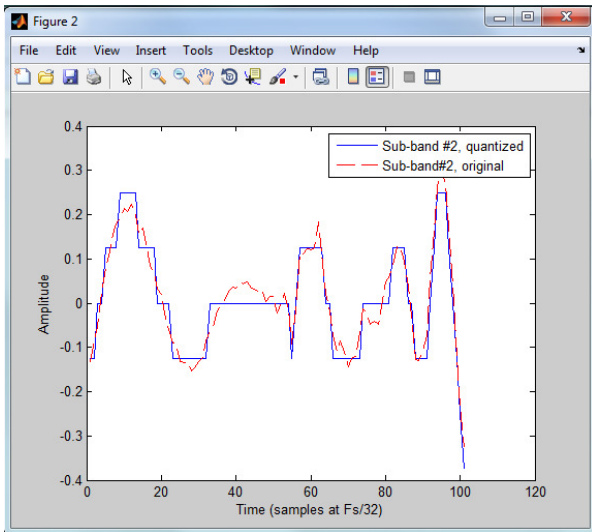 Figure 2
File Edit View Insert Tools Desktop Window Help
Sub-band #2, quantized
Sub-band#2, original
0.4
0.3
0.2
0.1
0
-0.1
-0.2
-0.3
-0.4
Amplitude
0 20 40 60 80 100 120
Time (samples at Fs/32)